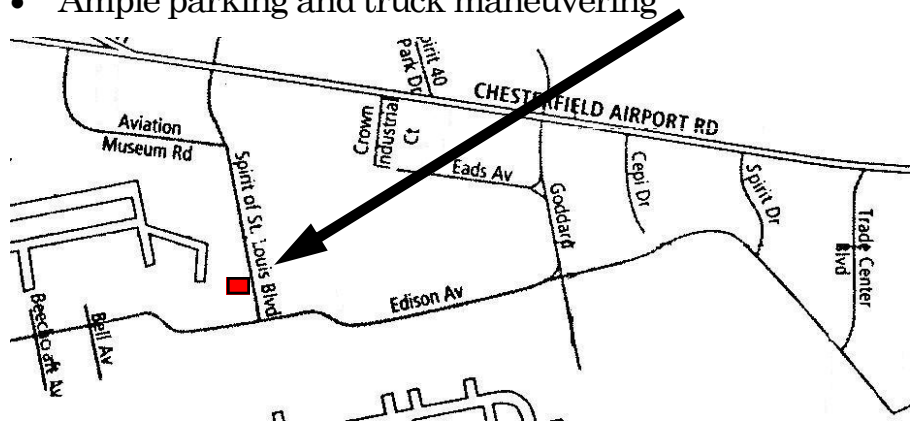 • Ample parking and truck maneuvering
Spirit 40
Park Dr
CHESTERFIELD AIRPORT RD
Aviation
Museum Rd
Crown
Industrial
Ct
Eads Av
Spirit of St. Louis Blvd
Goddard
Cepi Dr
Spirit Dr
Trade Center
Blvd
Edison Av
Beechcraft Av
Bell Av